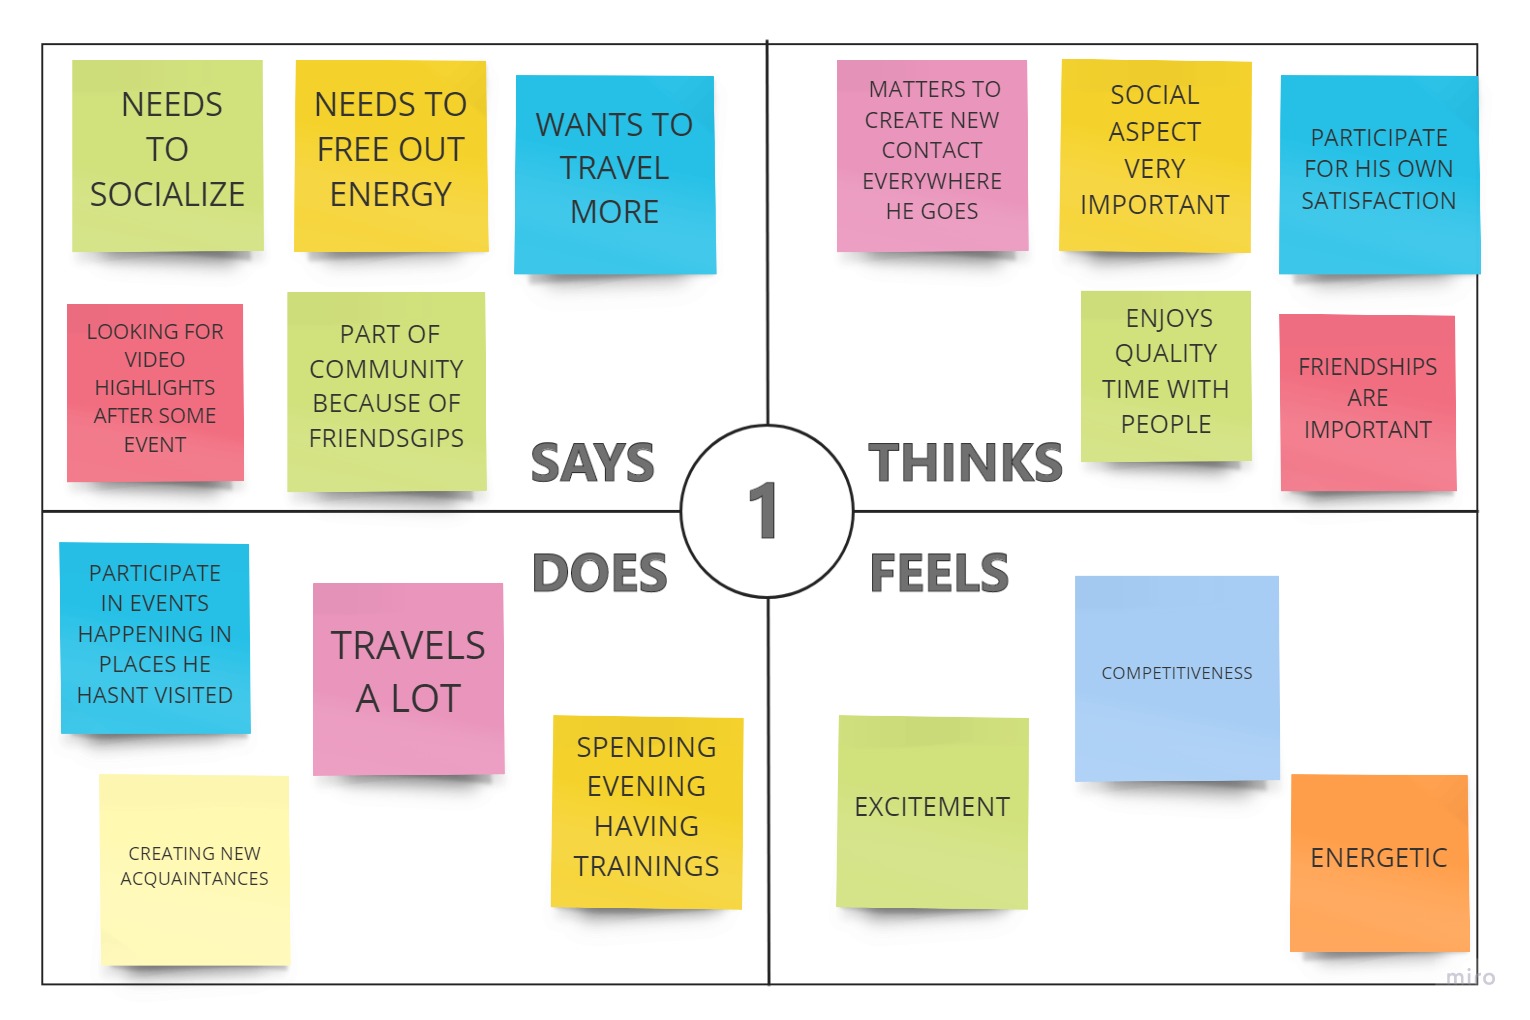 NEEDS
TO
SOCIALIZE
NEEDS TO
FREE OUT
ENERGY
WANTS TO
TRAVEL
MORE
LOOKING FOR
VIDEO
HIGHLIGHTS
AFTER SOME
EVENT
PART OF
COMMUNITY
BECAUSE OF
FRIENDSGIPS
SAYS
MATTERS TO
CREATE NEW
CONTACT
EVERYWHERE
HE GOES
SOCIAL
ASPECT
VERY
IMPORTANT
PARTICIPATE
FOR HIS OWN
SATISFACTION
ENJOYS
QUALITY
TIME WITH
PEOPLE
FRIENDSHIPS
ARE
IMPORTANT
THINKS
1
DOES
PARTICIPATE
IN EVENTS
HAPPENING IN
PLACES HE
HASNT VISITED
TRAVELS
A LOT
SPENDING
EVENING
HAVING
TRAININGS
CREATING NEW
ACQUAINTANCES
FEELS
COMPETITIVENESS
EXCITEMENT
ENERGETIC
miro